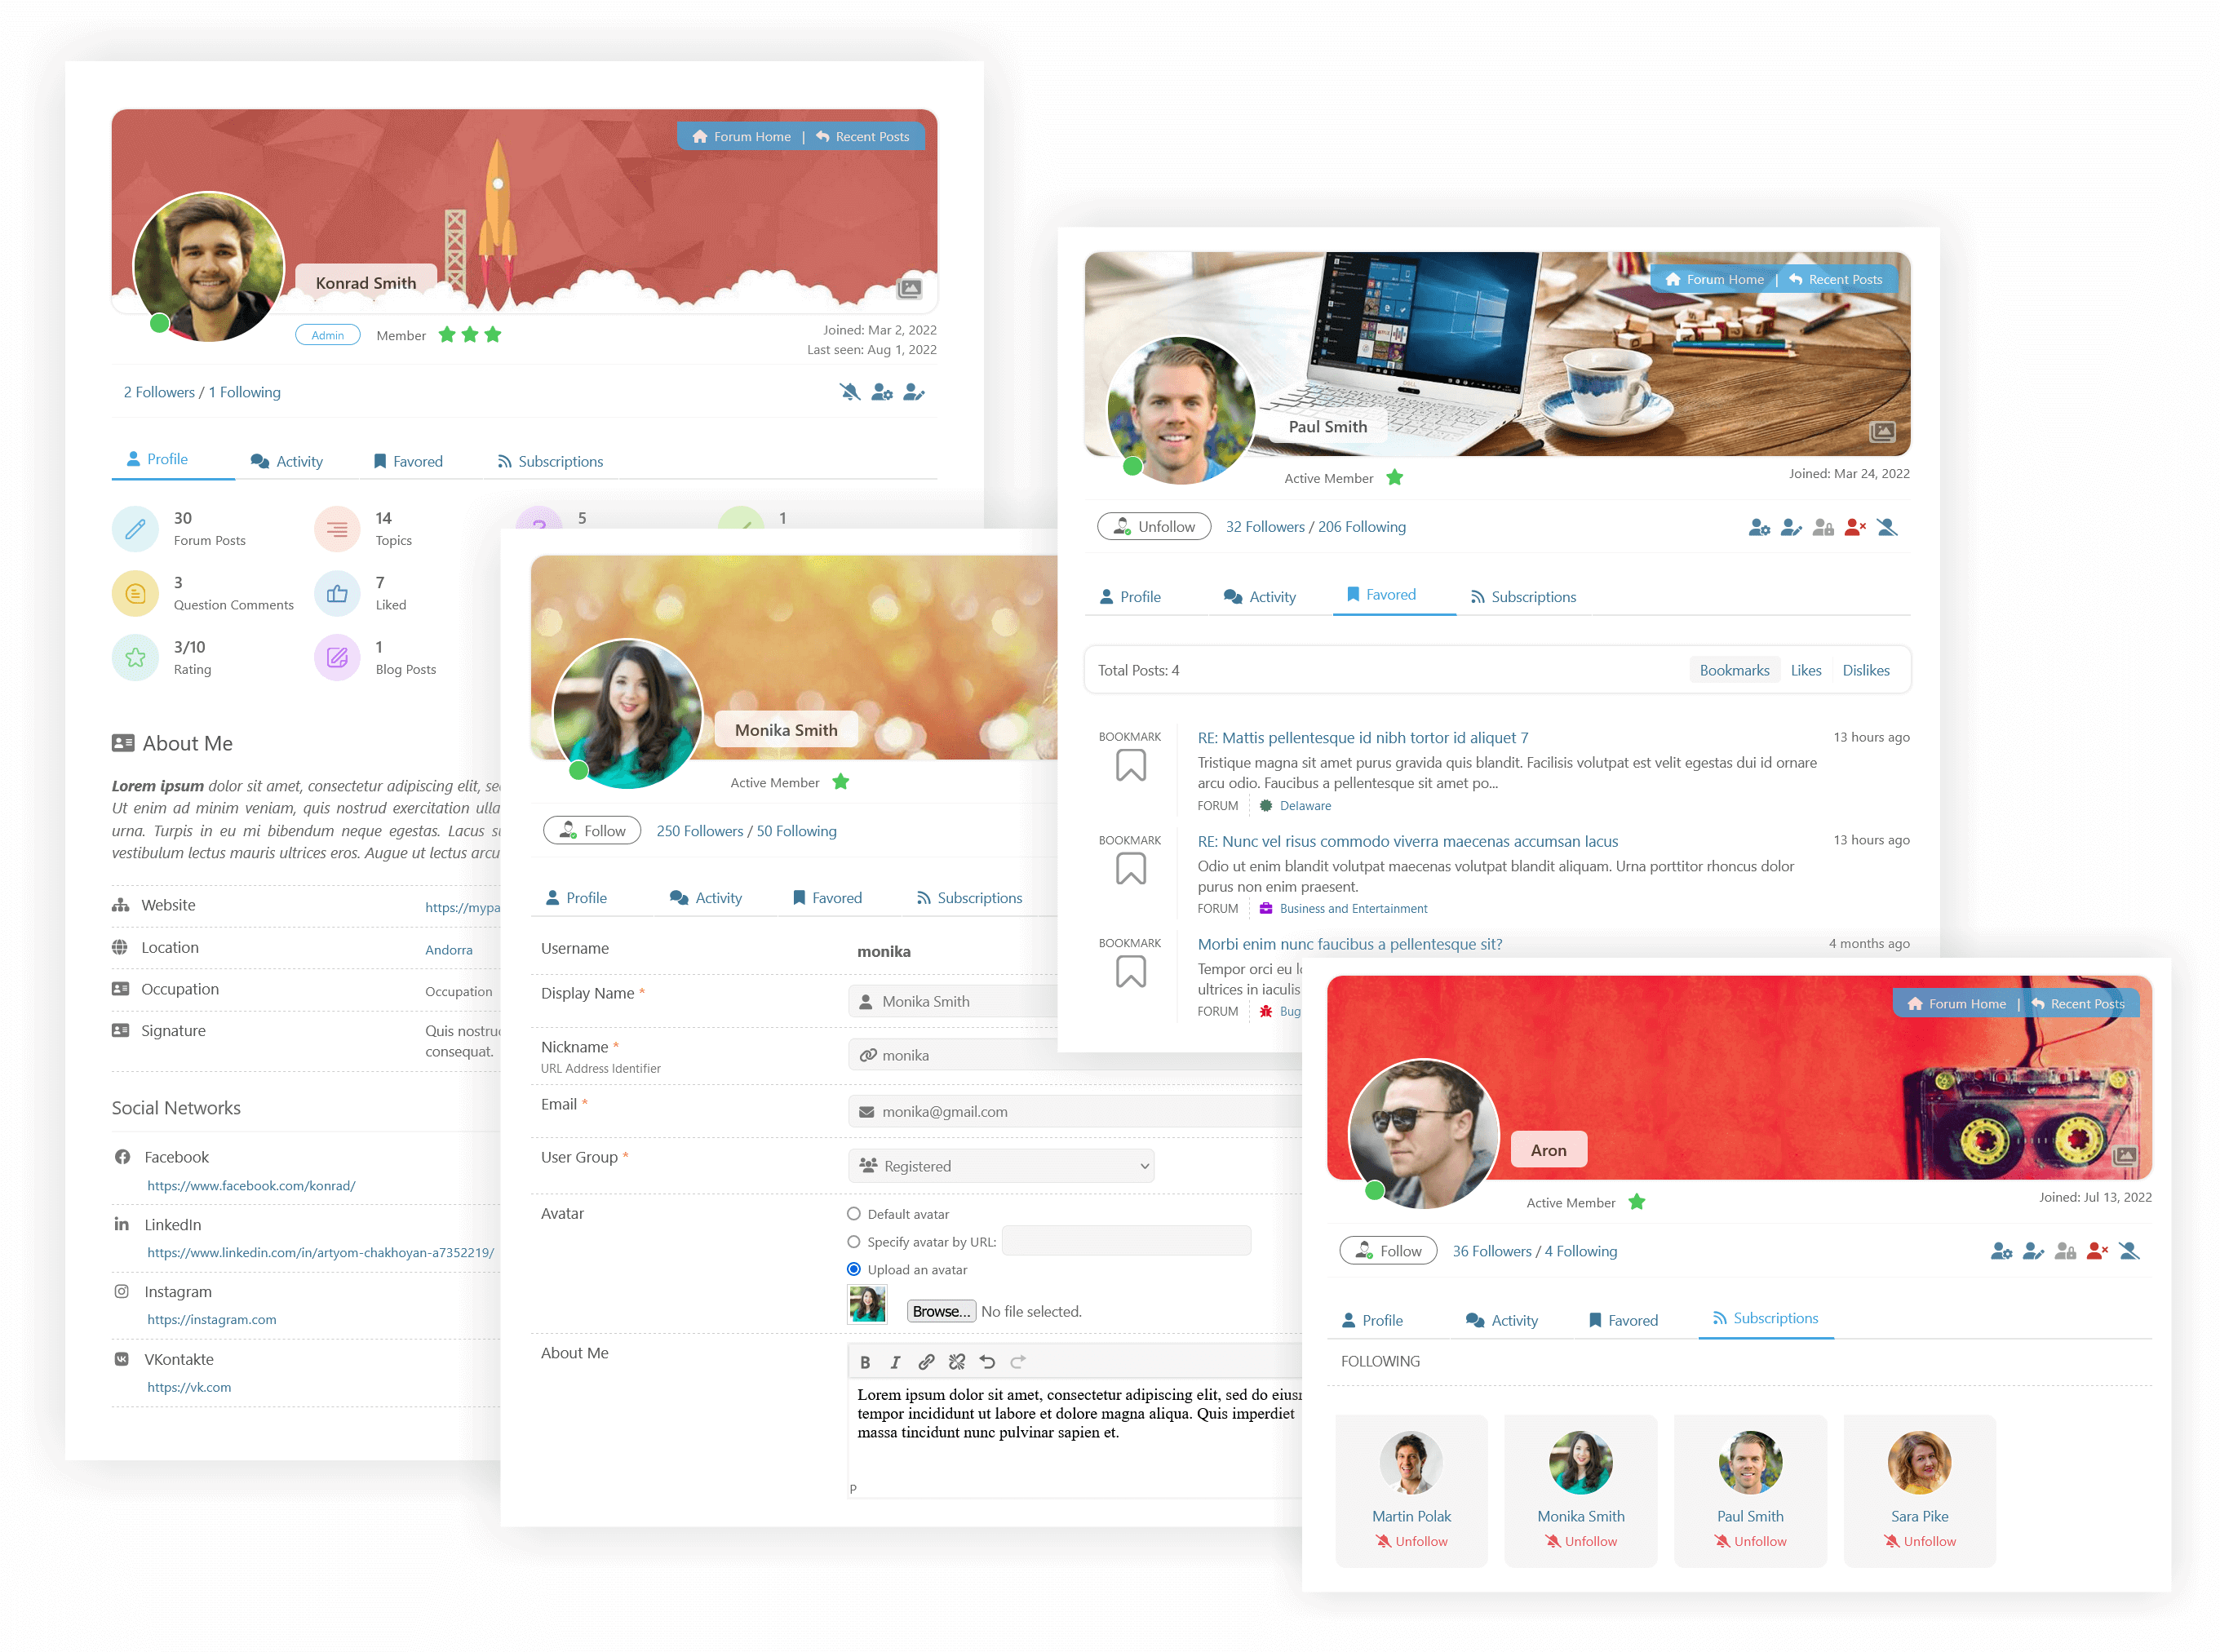 Forum Home | Recent Posts
Konrad Smith
Admin Member
Joined: Mar 2, 2022
Last seen: Aug 1, 2022
2 Followers / 1 Following
Profile Activity Favored Subscriptions
30
Forum Posts
14
Topics
5
1
3
Question Comments
7
Liked
3/10
Rating
1
Blog Posts
About Me
Lorem ipsum dolor sit amet, consectetur adipiscing elit,
Ut enim ad minim veniam, quis nostrud exercitation
urna. Turpis in eu mi bibendum neque egestas. Lacus
vestibulum lectus mauris ultrices eros. Augue ut lectus arcu
Website https://mypa
Location Andorra
Occupation Occupation
Signature Quis
consequat.
Social Networks
Facebook
https://www.facebook.com/konrad/
LinkedIn
https://www.linkedin.com/in/artyom-chakhoyan-a7352219/
Instagram
https://instagram.com
VKontakte
https://vk.com
Monika Smith
Active Member
Follow 250 Followers / 50 Following
Profile Activity Favored Subscriptions
Username monika
Display Name * Monika Smith
Nickname * monika
URL Address Identifier
Email * monika@gmail.com
User Group * Registered
Avatar Default avatar
Specify avatar by URL:
Upload an avatar
Browse... No file selected.
About Me
B I
Lorem ipsum dolor sit amet, consectetur adipiscing elit, sed do
tempor incididunt ut labore et dolore magna aliqua. Quis imperdiet
massa tincidunt nunc pulvinar sapien et.
P
Forum Home | Recent Posts
DELL
Paul Smith
Active Member
Joined: Mar 24, 2022
Unfollow 32 Followers / 206 Following
Profile Activity Favored Subscriptions
Total Posts: 4 Bookmarks Likes Dislikes
BOOKMARK RE: Mattis pellentesque id nibh tortor id aliquet 7 13 hours ago
Tristique magna sit amet purus gravida quis blandit. Facilisis volutpat est velit egestas dui id ornare
arcu odio. Faucibus a pellentesque sit amet po...
FORUM Delaware
BOOKMARK RE: Nunc vel risus commodo viverra maecenas accumsan lacus 13 hours ago
Odio ut enim blandit volutpat maecenas volutpat blandit aliquam. Urna porttitor rhoncus dolor
purus non enim praesent.
FORUM Business and Entertainment
BOOKMARK Morbi enim nunc faucibus a pellentesque sit? 4 months ago
Tempor orci eu
ultrices in iaculis
FORUM Bug
Forum Home | Recent Posts
Aron
Active Member
Joined: Jul 13, 2022
Follow 36 Followers / 4 Following
Profile Activity Favored Subscriptions
FOLLOWING
Martin Polak Monika Smith Paul Smith Sara Pike
Unfollow Unfollow Unfollow Unfollow